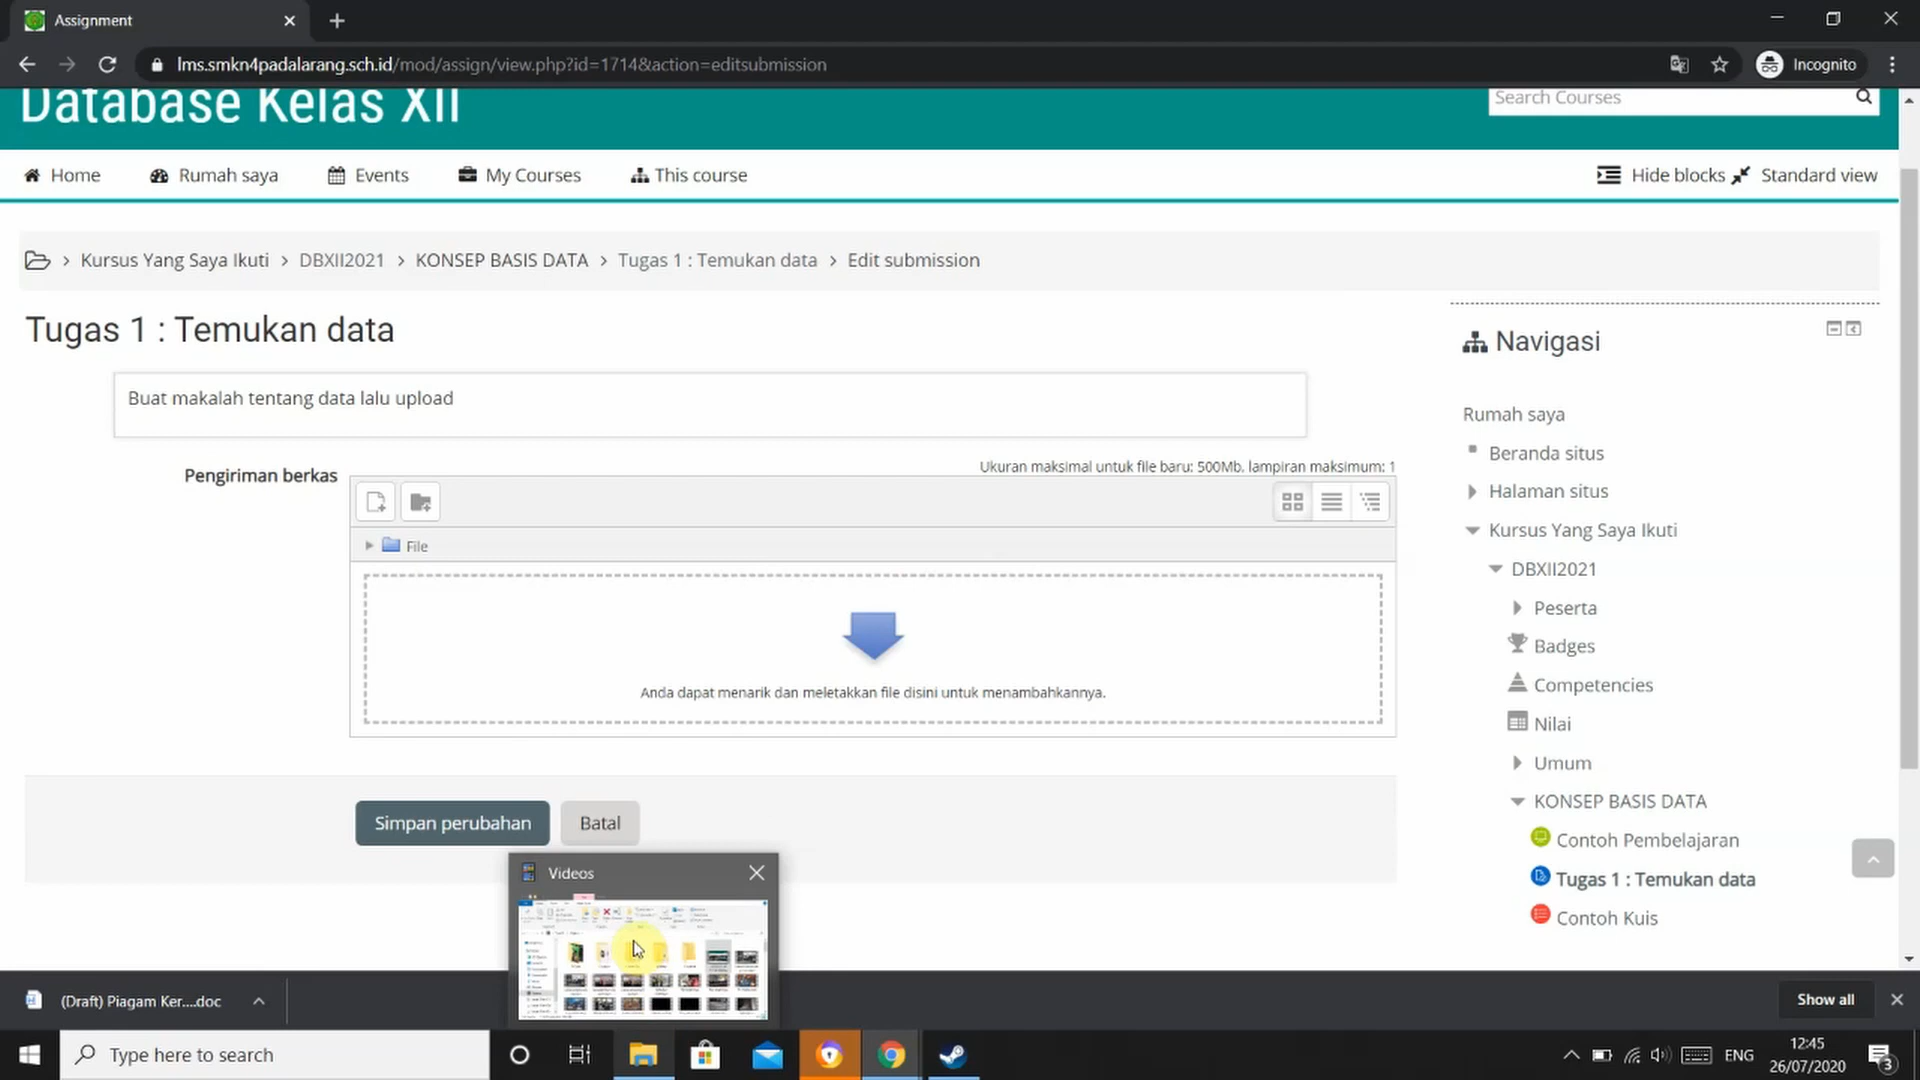 Assignment
lms.smkn4padalarang.sch.id/mod/assign/view.php?id=1714&action=editsubmission
Incognito
Database Kelas XII
Search Courses
Home
Rumah saya
Events
My Courses
This course
Hide blocks
Standard view
Kursus Yang Saya Ikuti > DBXII2021 > KONSEP BASIS DATA > Tugas 1 : Temukan data > Edit submission
Tugas 1 : Temukan data
Buat makalah tentang data lalu upload
Pengiriman berkas
Ukuran maksimal untuk file baru: 500Mb, lampiran maksimum: 1
File
Anda dapat menarik dan meletakkan file disini untuk menambahkannya.
Simpan perubahan
Batal
Navigasi
Rumah saya
Beranda situs
Halaman situs
Kursus Yang Saya Ikuti
DBXII2021
Peserta
Badges
Competencies
Nilai
Umum
KONSEP BASIS DATA
Contoh Pembelajaran
Tugas 1 : Temukan data
Contoh Kuis
Videos
(Draft) Piagam Ker....doc
Show all
Type here to search
ENG
12:45
26/07/2020
3